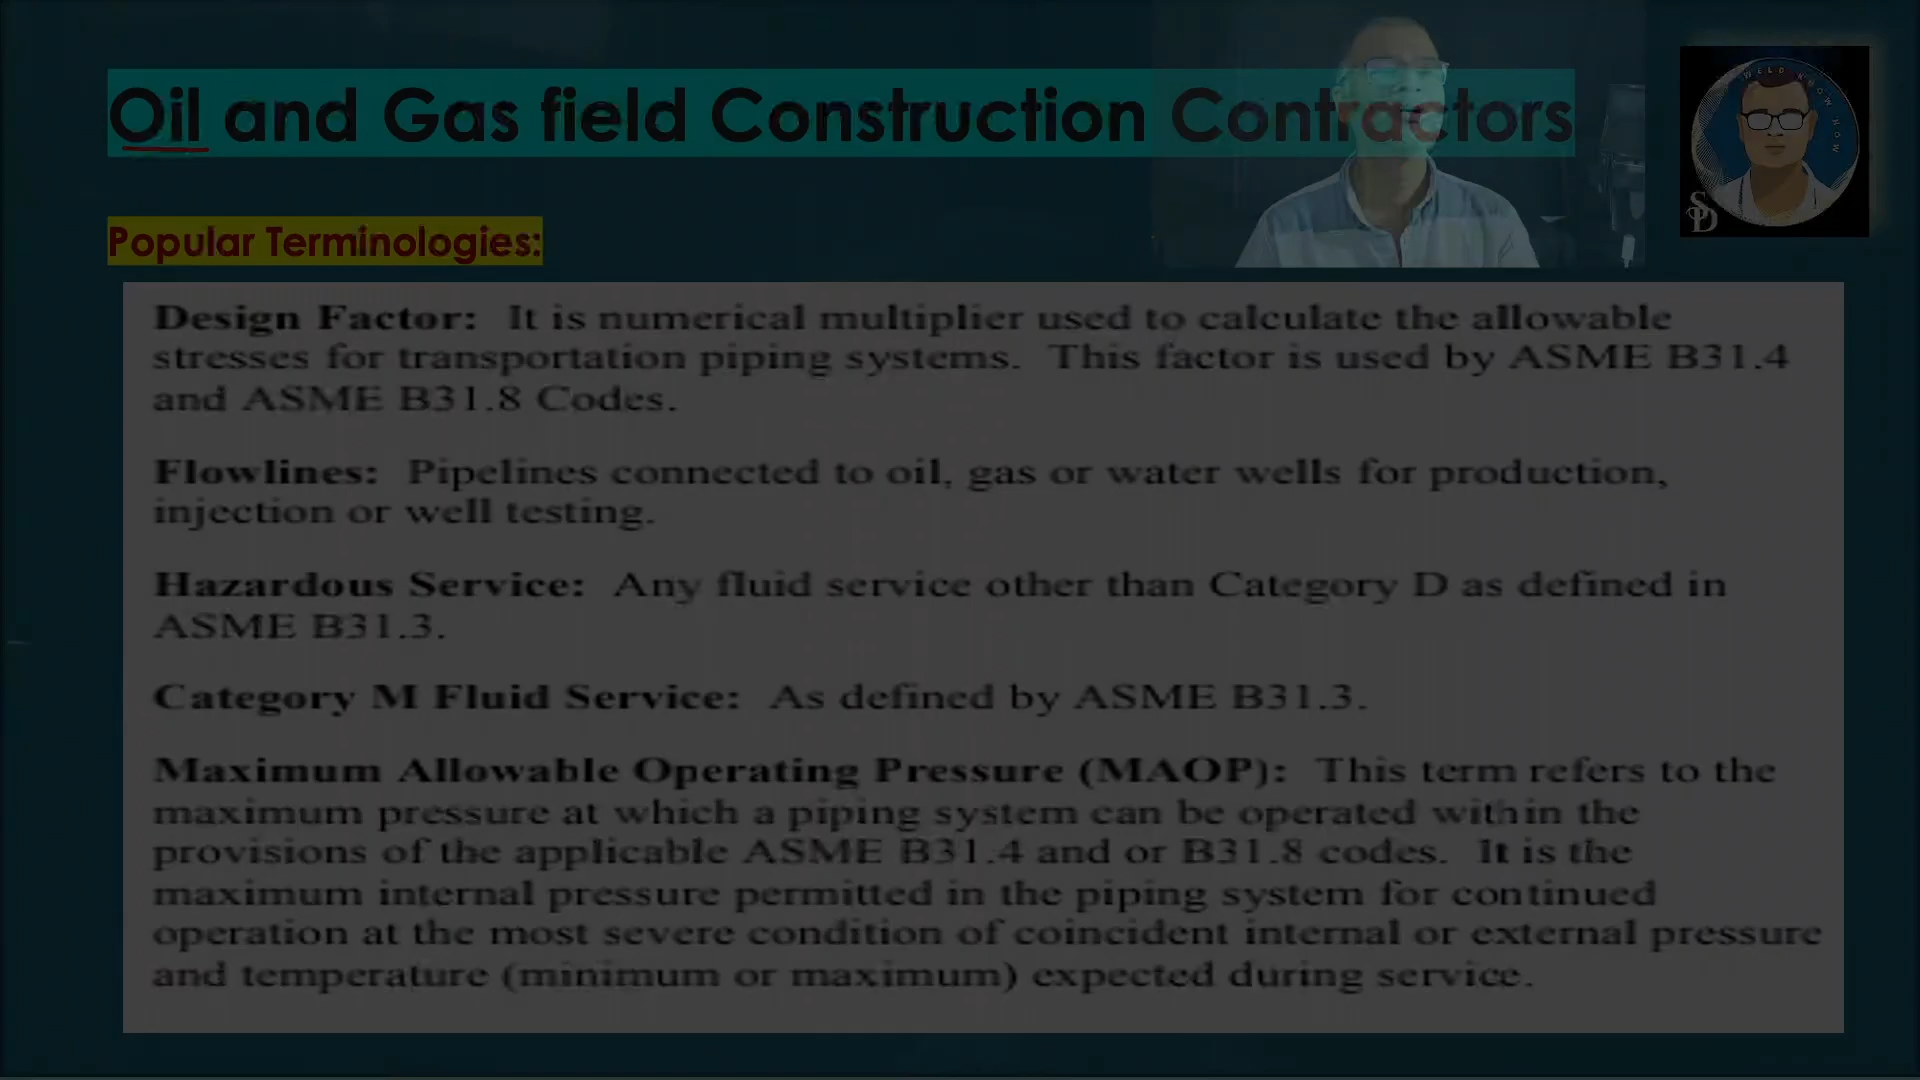 Oil and Gas field Construction Contractors
WELD KNOW HOW
SD
Popular Terminologies:
Design Factor: It is numerical multiplier used to calculate the allowable
stresses for transportation piping systems. This factor is used by ASME B31.4
and ASME B31.8 Codes.
Flowlines: Pipelines connected to oil, gas or water wells for production,
injection or well testing.
Hazardous Service: Any fluid service other than Category D as defined in
ASME B31.3.
Category M Fluid Service: As defined by ASME B31.3.
Maximum Allowable Operating Pressure (MAOP): This term refers to the
maximum pressure at which a piping system can be operated within the
provisions of the applicable ASME B31.4 and or B31.8 codes. It is the
maximum internal pressure permitted in the piping system for continued
operation at the most severe condition of coincident internal or external pressure
and temperature (minimum or maximum) expected during service.